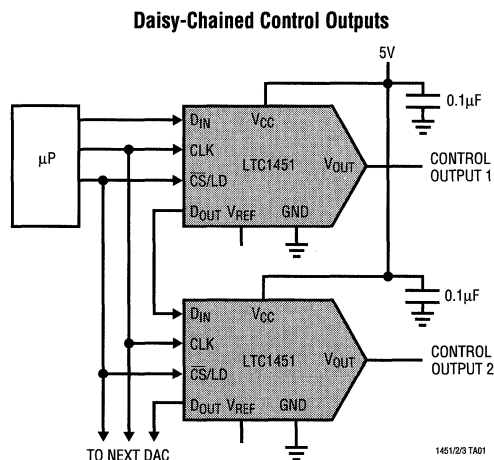 Daisy-Chained Control Outputs
5V
0.1µF
µP
DIN
VCC
CLK
LTC1451
VOUT
CS/LD
DOUT
VREF
GND
CONTROL
OUTPUT 1
0.1µF
DIN
VCC
CLK
LTC1451
VOUT
CS/LD
DOUT
VREF
GND
CONTROL
OUTPUT 2
TO NEXT DAC
1451/2/3 TA01